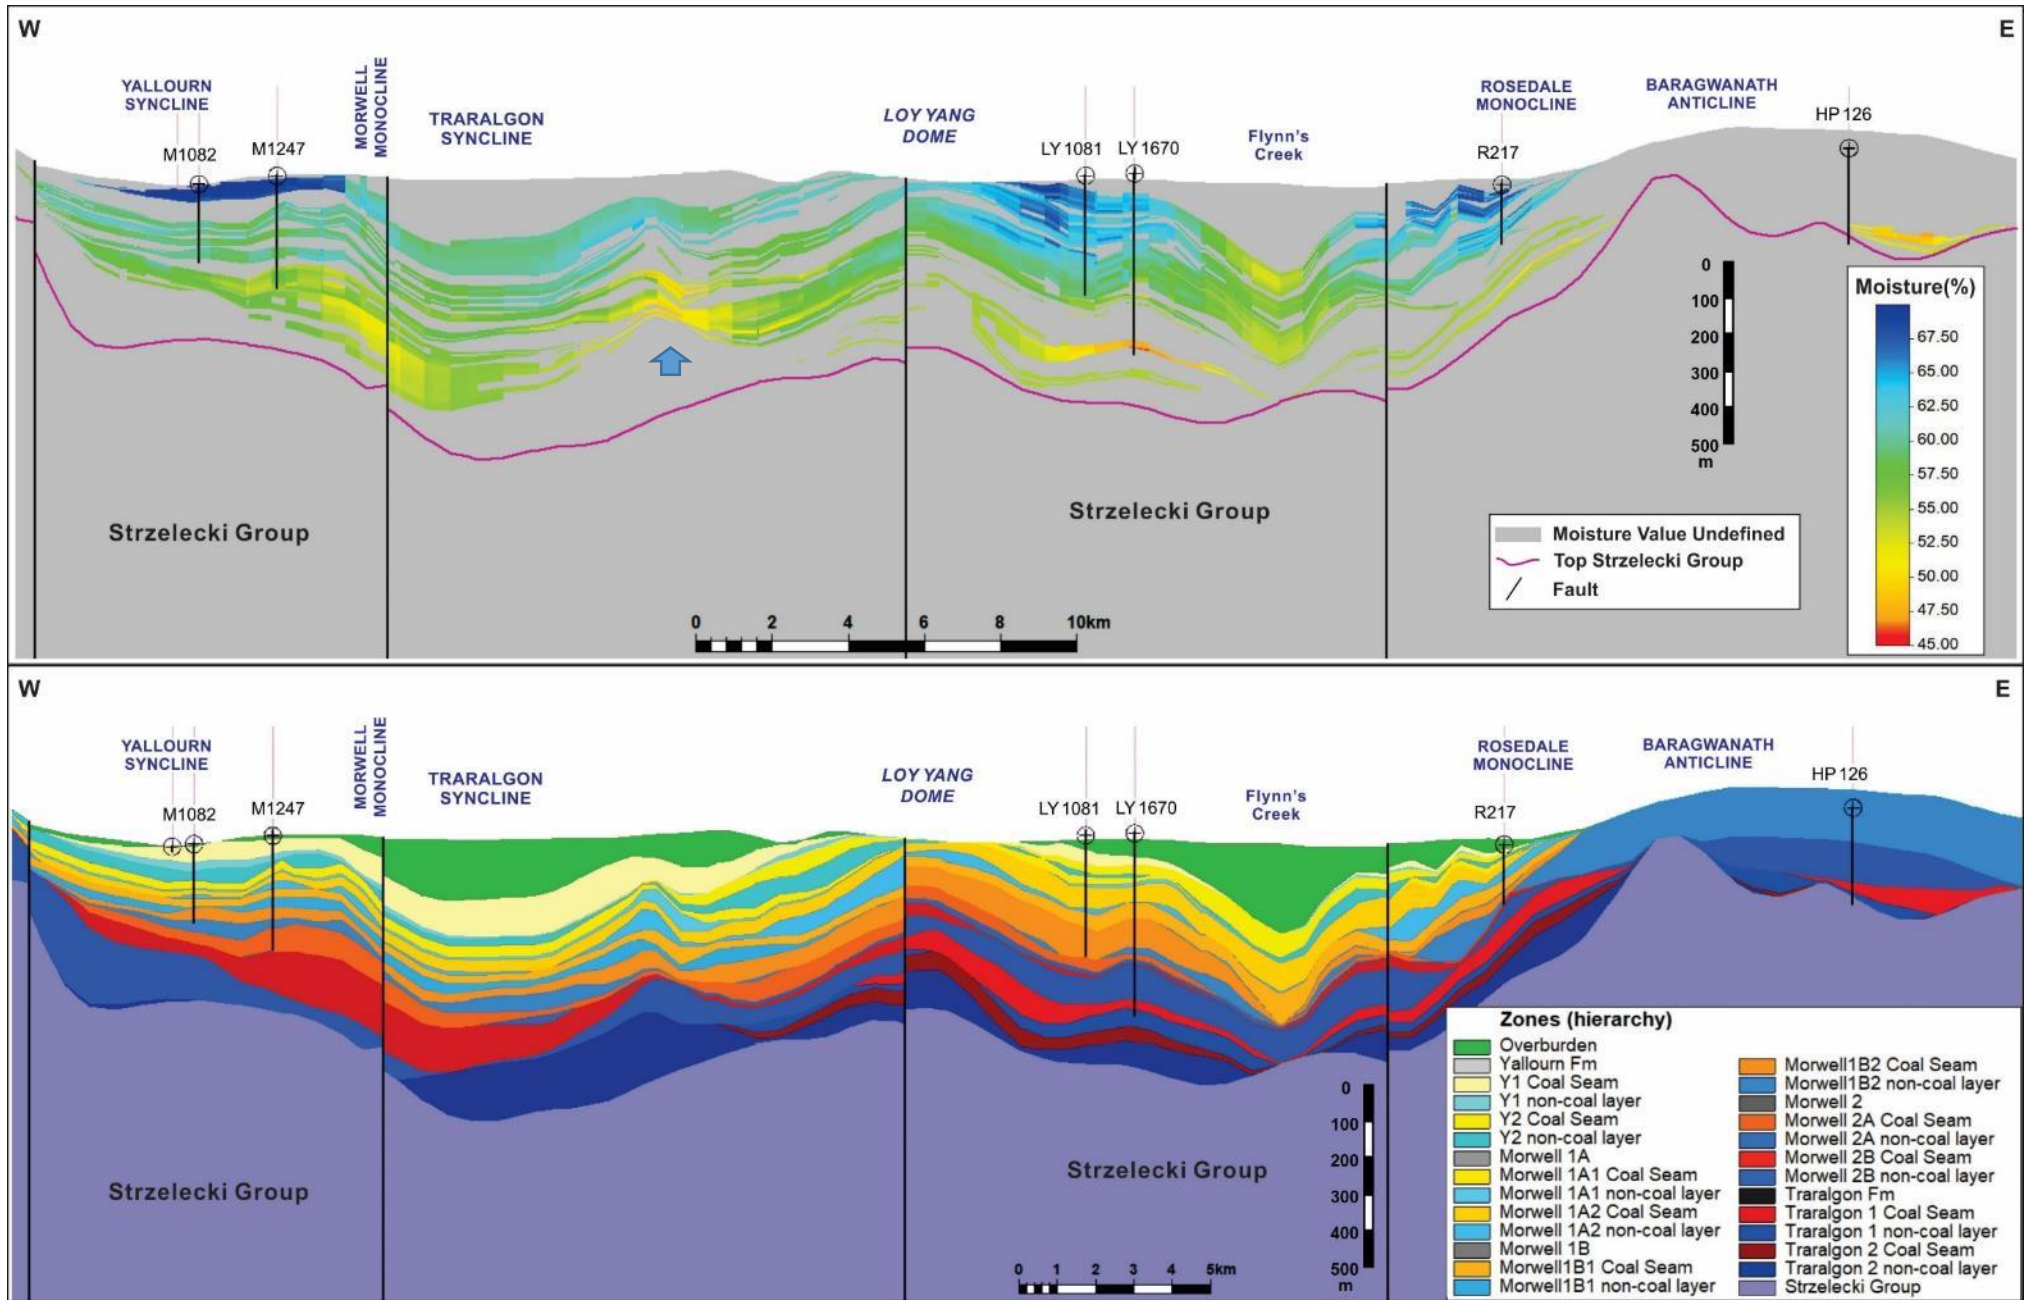 W
E
YALLOURN
SYNCLINE
MORWELL
MONOCLINE
TRARALGON
SYNCLINE
LOY YANG
DOME
ROSEDALE
MONOCLINE
BARAGWANATH
ANTICLINE
HP 126
M1082
M1247
LY 1081
LY 1670
Flynn's
Creek
R217
0
100
200
300
400
500
m
Moisture(%)
67.50
65.00
62.50
60.00
57.50
55.00
52.50
50.00
47.50
45.00
Strzelecki Group
Strzelecki Group
Moisture Value Undefined
Top Strzelecki Group
Fault
0 2 4 6 8 10km
W
E
YALLOURN
SYNCLINE
MORWELL
MONOCLINE
TRARALGON
SYNCLINE
LOY YANG
DOME
ROSEDALE
MONOCLINE
BARAGWANATH
ANTICLINE
HP 126
M1082
M1247
LY 1081
LY 1670
Flynn's
Creek
R217
Strzelecki Group
Strzelecki Group
0
100
200
300
400
500
m
0 1 2 3 4 5km
Zones (hierarchy)
Overburden
Yallourn Fm
Y1 Coal Seam
Y1 non-coal layer
Y2 Coal Seam
Y2 non-coal layer
Morwell 1A
Morwell 1A1 Coal Seam
Morwell 1A1 non-coal layer
Morwell 1A2 Coal Seam
Morwell 1A2 non-coal layer
Morwell 1B
Morwell1B1 Coal Seam
Morwell1B1 non-coal layer
Morwell1B2 Coal Seam
Morwell1B2 non-coal layer
Morwell 2
Morwell 2A Coal Seam
Morwell 2A non-coal layer
Morwell 2B Coal Seam
Morwell 2B non-coal layer
Traralgon Fm
Traralgon 1 Coal Seam
Traralgon 1 non-coal layer
Traralgon 2 Coal Seam
Traralgon 2 non-coal layer
Strzelecki Group